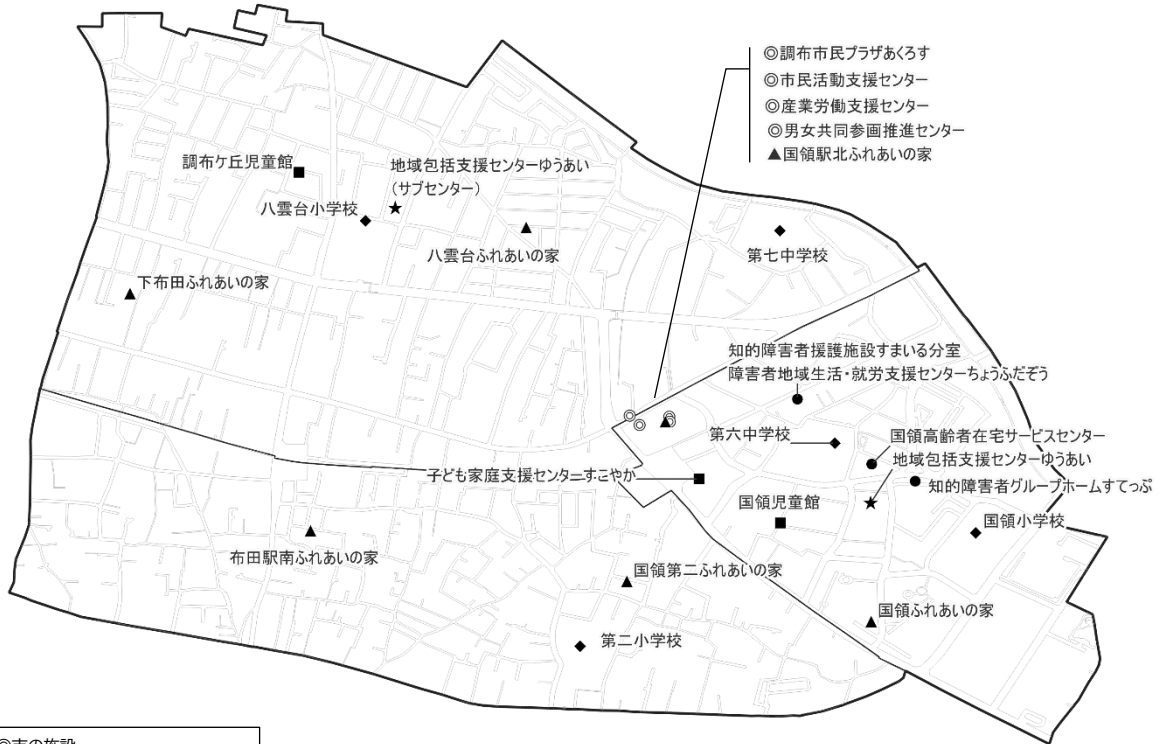 ◎調布市民プラザあくろす
◎市民活動支援センター
◎産業労働支援センター
◎男女共同参画推進センター
▲国領駅北ふれあいの家
調布ケ丘児童館
地域包括支援センターゆうあい
（サブセンター）
八雲台小学校
八雲台ふれあいの家
第七中学校
下布田ふれあいの家
知的障害者援護施設すまいる分室
障害者地域生活・就労支援センターちょうふだぞう
第六中学校
国領高齢者在宅サービスセンター
地域包括支援センターゆうあい
子ども家庭支援センターすこやか
知的障害者グループホームすてっぷ
国領児童館
国領小学校
布田駅南ふれあいの家
国領第二ふれあいの家
国領ふれあいの家
第二小学校
◎市の施設